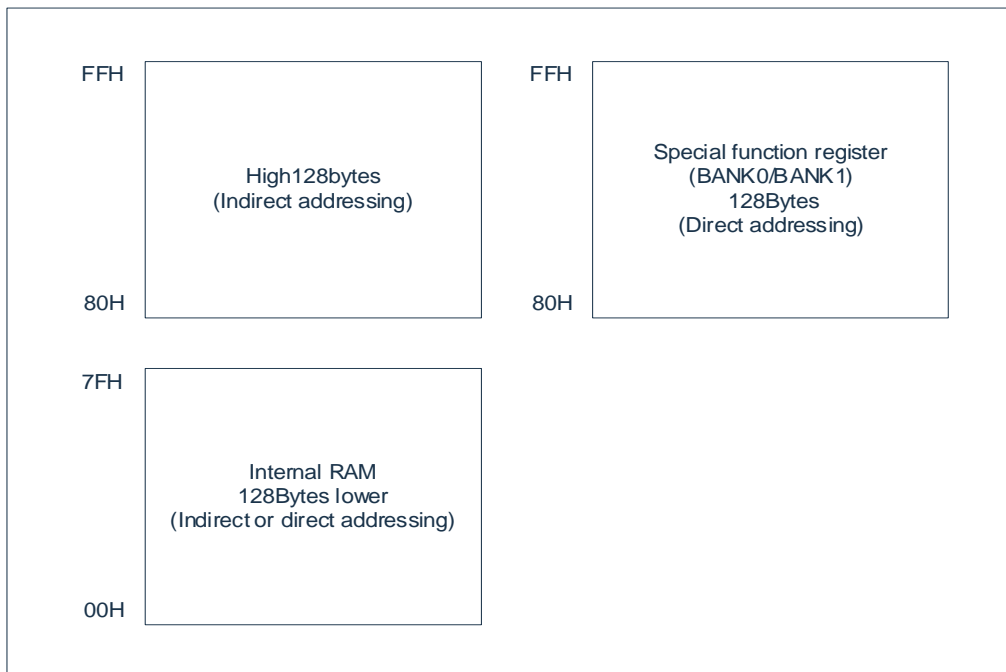 FFH
High128bytes
(Indirect addressing)
80H
FFH
Special function register
(BANK0/BANK1)
128Bytes
(Direct addressing)
80H
7FH
Internal RAM
128Bytes lower
(Indirect or direct addressing)
00H